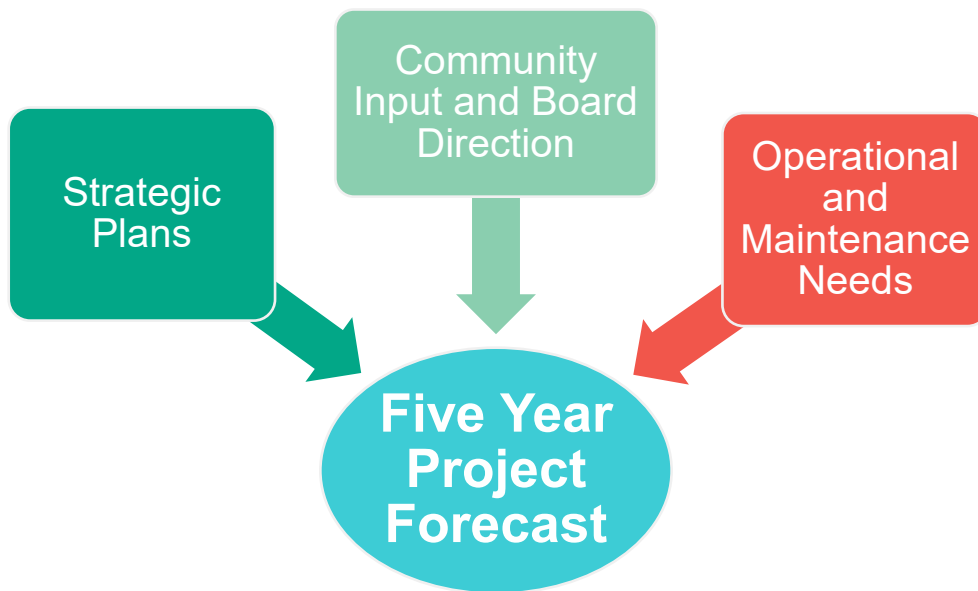 Community
Input and Board
Direction
Strategic
Plans
Operational
and
Maintenance
Needs
Five Year
Project
Forecast